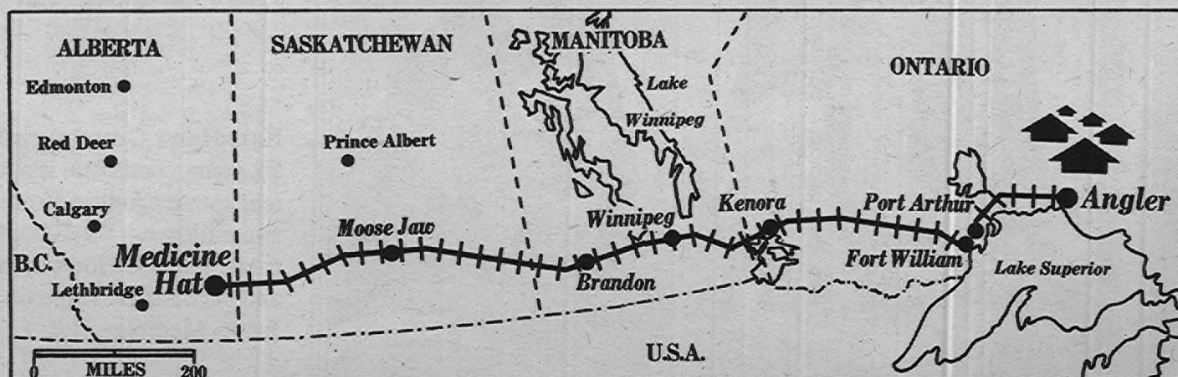 ALBERTA
SASKATCHEWAN
MANITOBA
ONTARIO
Edmonton
Lake
Winnipeg
Red Deer
Prince Albert
Calgary
Moose Jaw
Winnipeg
Kenora
Port Arthur
Angler
B.C.
Medicine
Hat
Brandon
Fort William
Lake Superior
Lethbridge
U.S.A.
0 MILES 200